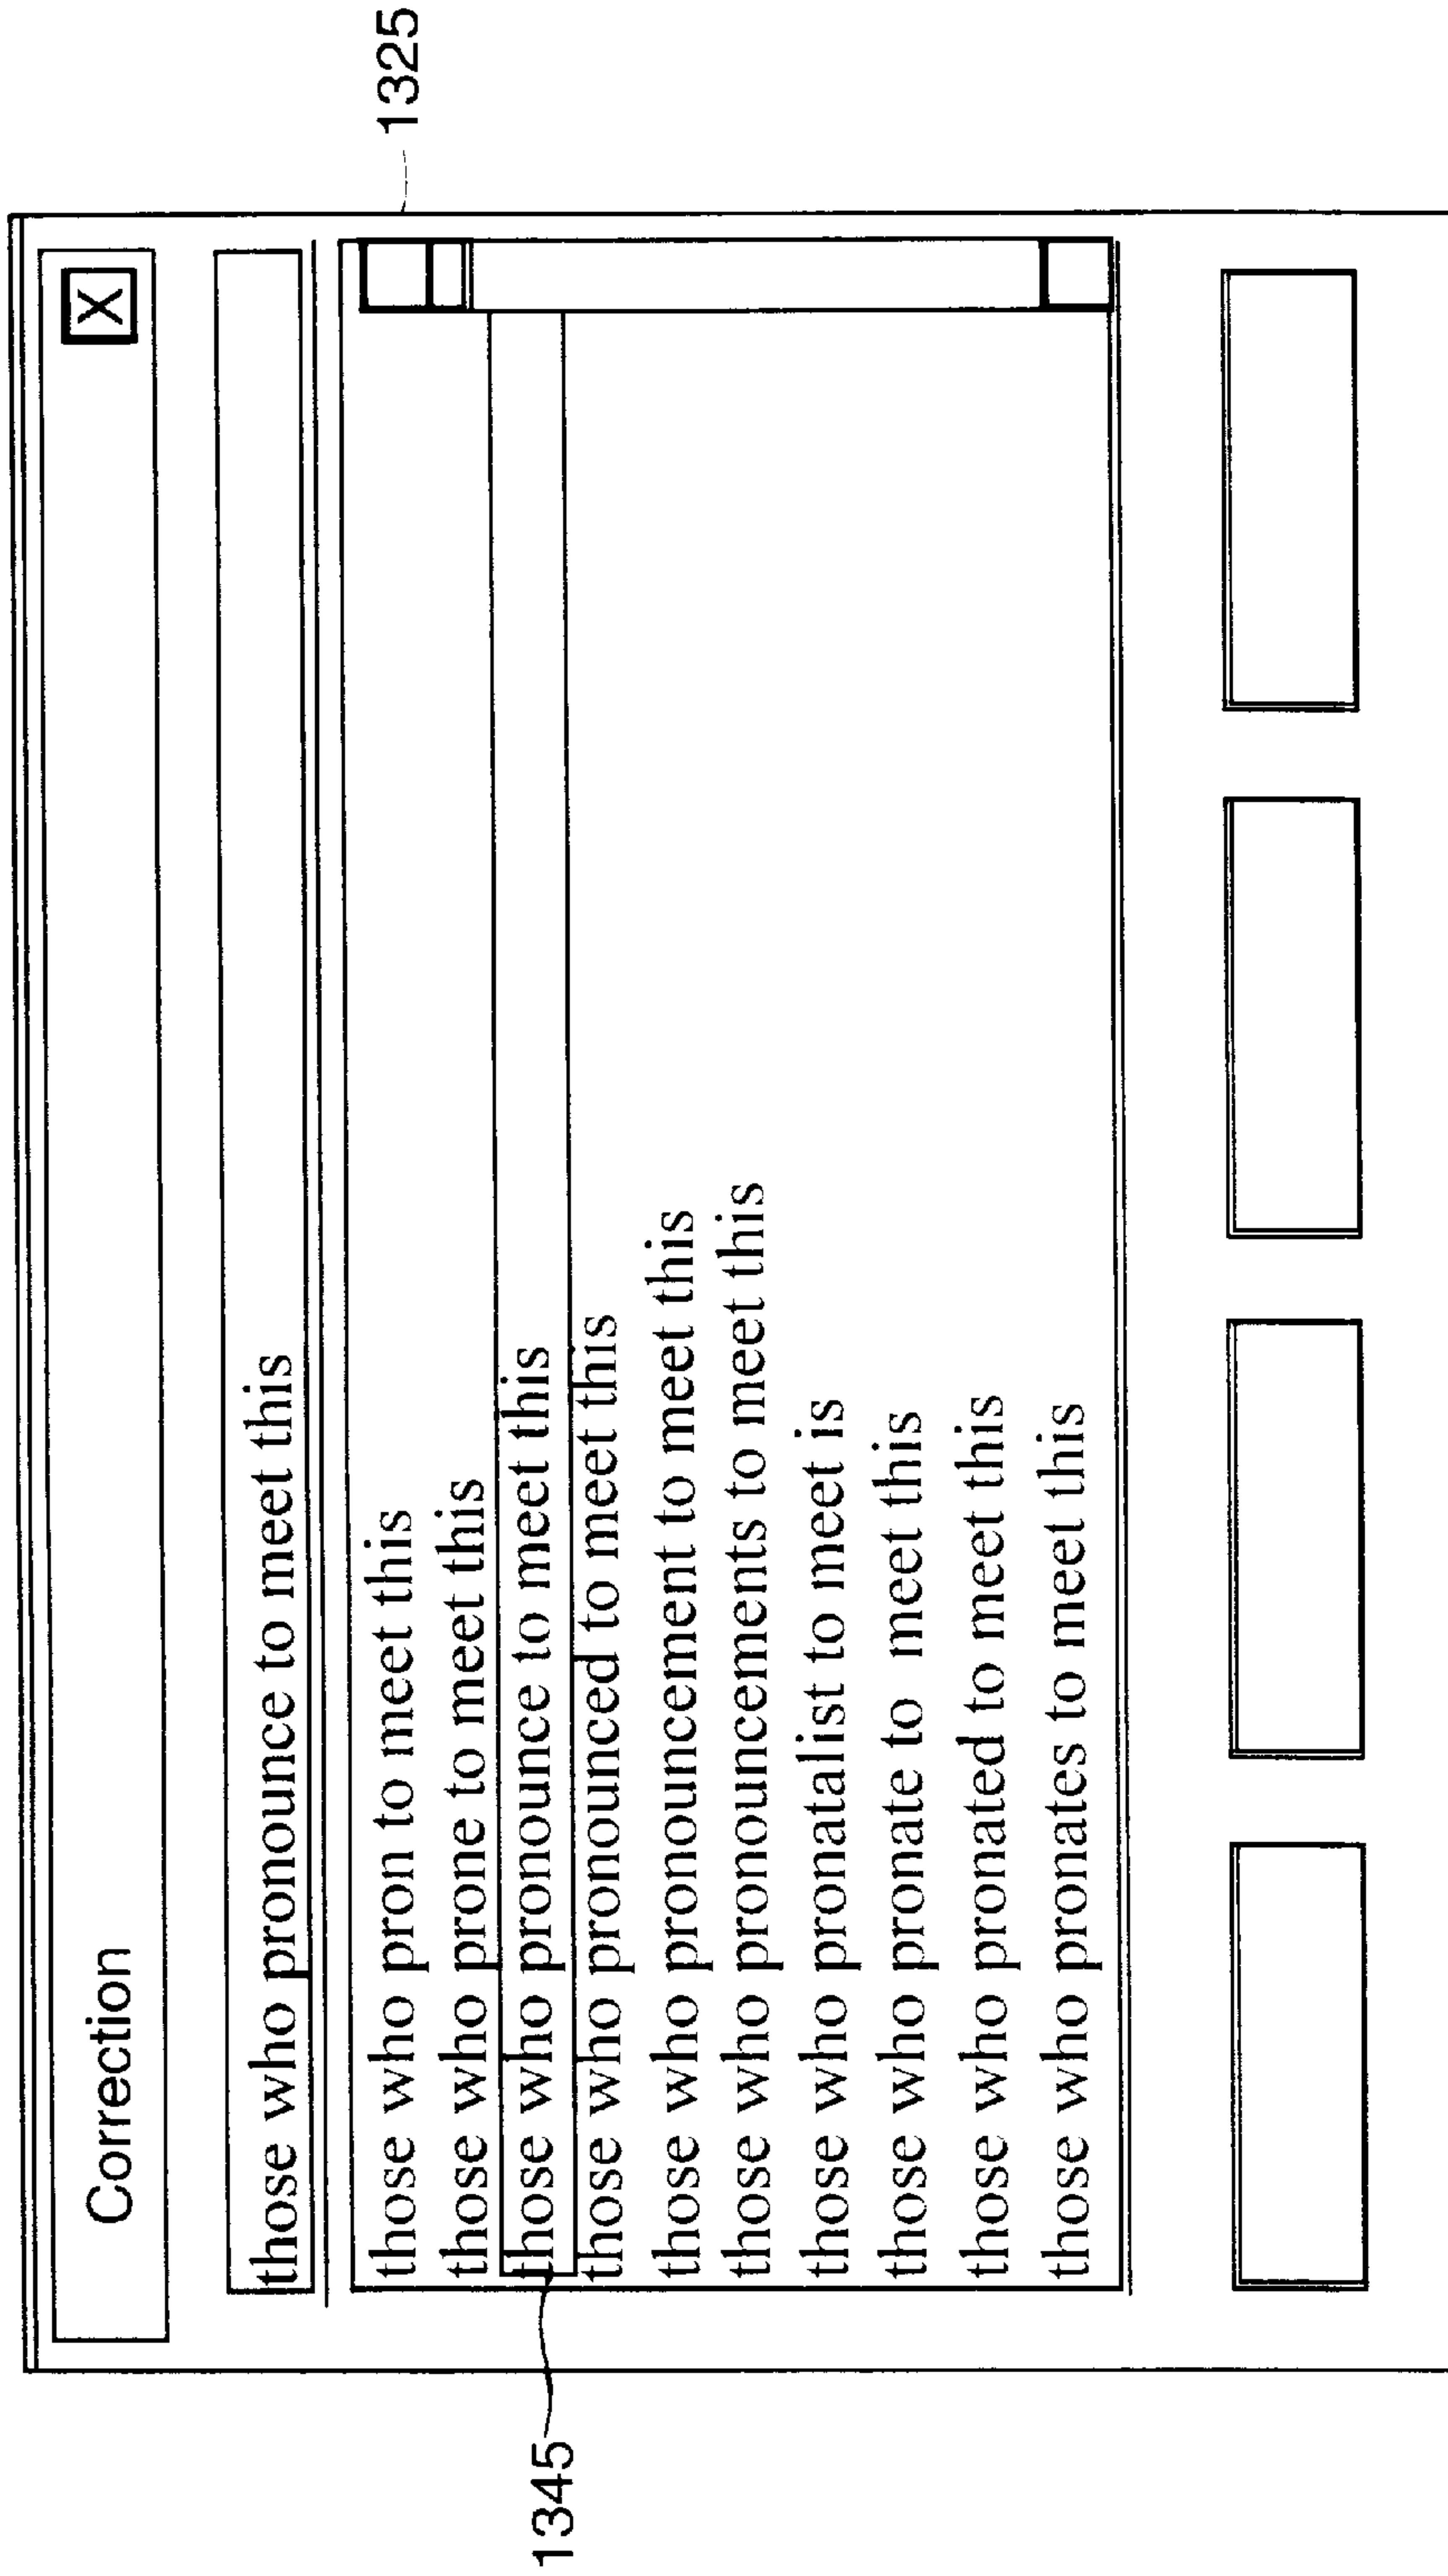 Correction
X
1325
those who pronounce to meet this
those who pron to meet this
those who prone to meet this
those who pronounce to meet this
1345
those who pronounced to meet this
those who pronouncement to meet this
those who pronouncements to meet this
those who pronatalist to meet is
those who pronate to meet this
those who pronated to meet this
those who pronates to meet this